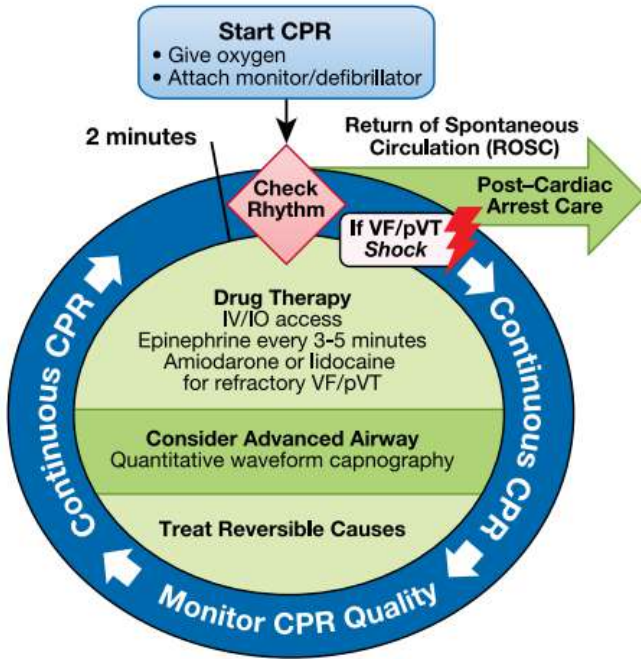 Start CPR
• Give oxygen
• Attach monitor/defibrillator
2 minutes
Return of Spontaneous
Circulation (ROSC)
Check
Rhythm
Post–Cardiac
Arrest Care
If VF/pVT
Shock
Drug Therapy
IV/IO access
Epinephrine every 3-5 minutes
Amiodarone or lidocaine
for refractory VF/pVT
Consider Advanced Airway
Quantitative waveform capnography
Treat Reversible Causes
Continuous CPR
Continuous CPR
Monitor CPR Quality